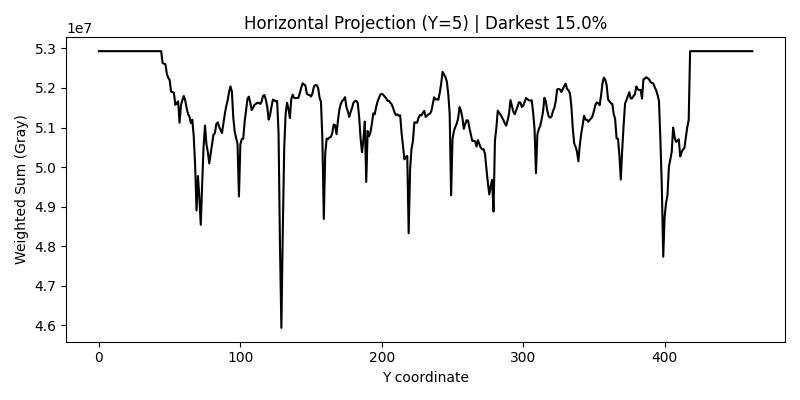 Horizontal Projection (Y=5) | Darkest 15.0%
1e7
5.3
5.2
5.1
5.0
4.9
4.8
4.7
4.6
Weighted Sum (Gray)
0 100 200 300 400
Y coordinate